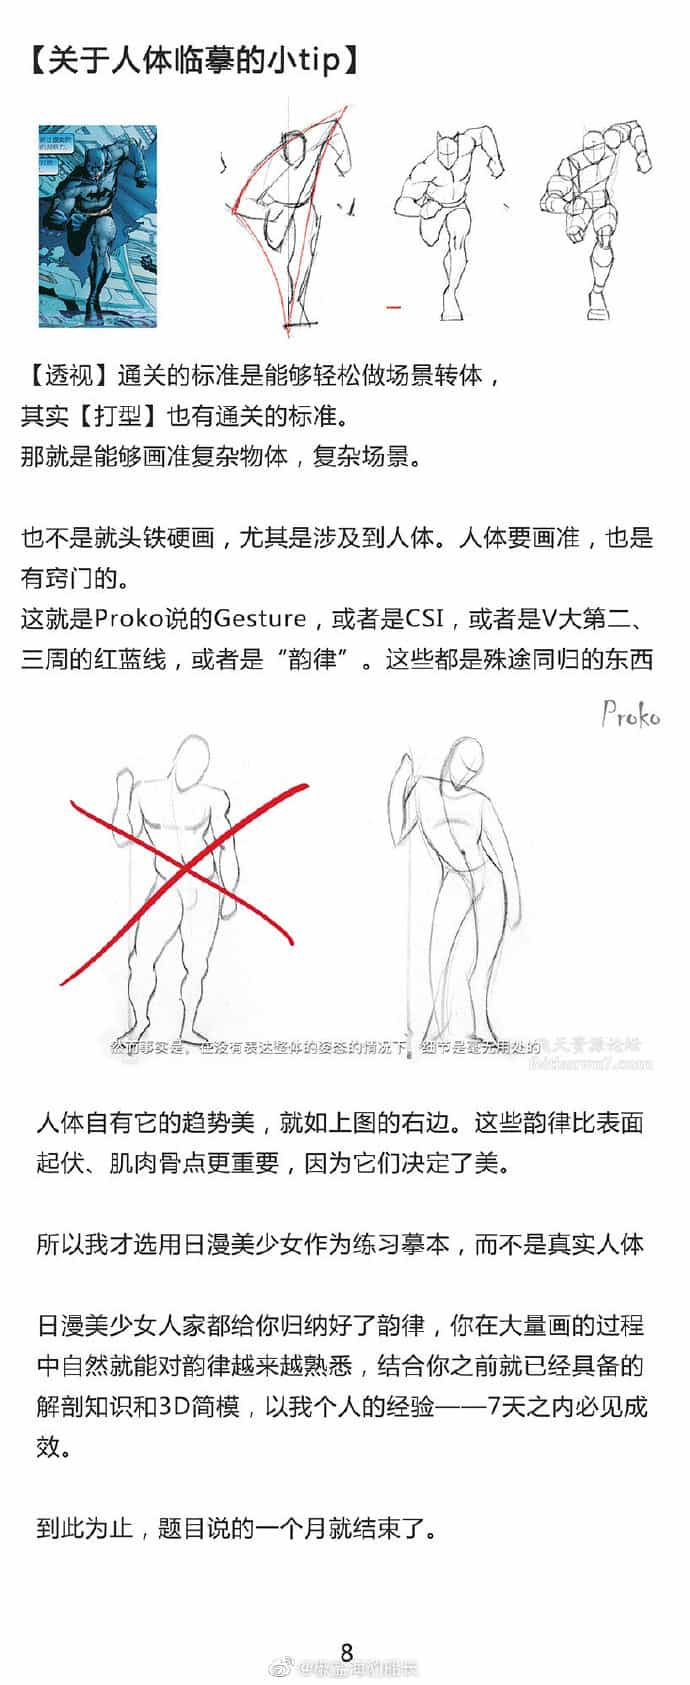 【关于人体临摹的小tip】
【透视】通关的标准是能够轻松做场景转体，
其实【打型】也有通关的标准。
那就是能够画准复杂物体，复杂场景。
也不是就头铁硬画，尤其是涉及到人体。人体要画准，也是
有窍门的。
这就是Proko说的Gesture，或者是CSI，或者是V大第二、
三周的红蓝线，或者是“韵律”。这些都是殊途同归的东西
Proko
然而事实是，在没有表达整体的姿态的情况下，细节是毫无用处的
天资源论坛
人体自有它的趋势美，就如上图的右边。这些韵律比表面
起伏、肌肉骨点更重要，因为它们决定了美。
所以我才选用日漫美少女作为练习摹本，而不是真实人体
日漫美少女人家都给你归纳好了韵律，你在大量画的过程
中自然就能对韵律越来越熟悉，结合你之前就已经具备的
解剖知识和3D简模，以我个人的经验——7天之内必见成
效。
到此为止，题目说的一个月就结束了。
8